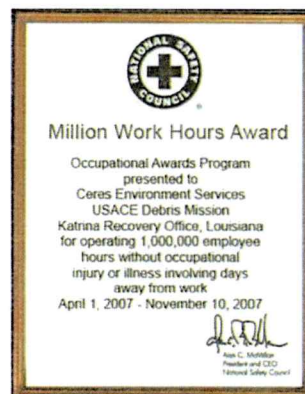 NATIONAL SAFETY
COUNCIL
®
Million Work Hours Award
Occupational Awards Program
presented to
Ceres Environment Services
USACE Debris Mission
Katrina Recovery Office, Louisiana
for operating 1,000,000 employee
hours without occupational
injury or illness involving days
away from work
April 1, 2007 - November 10, 2007
Alan C. McMillan
President and CEO
National Safety Council